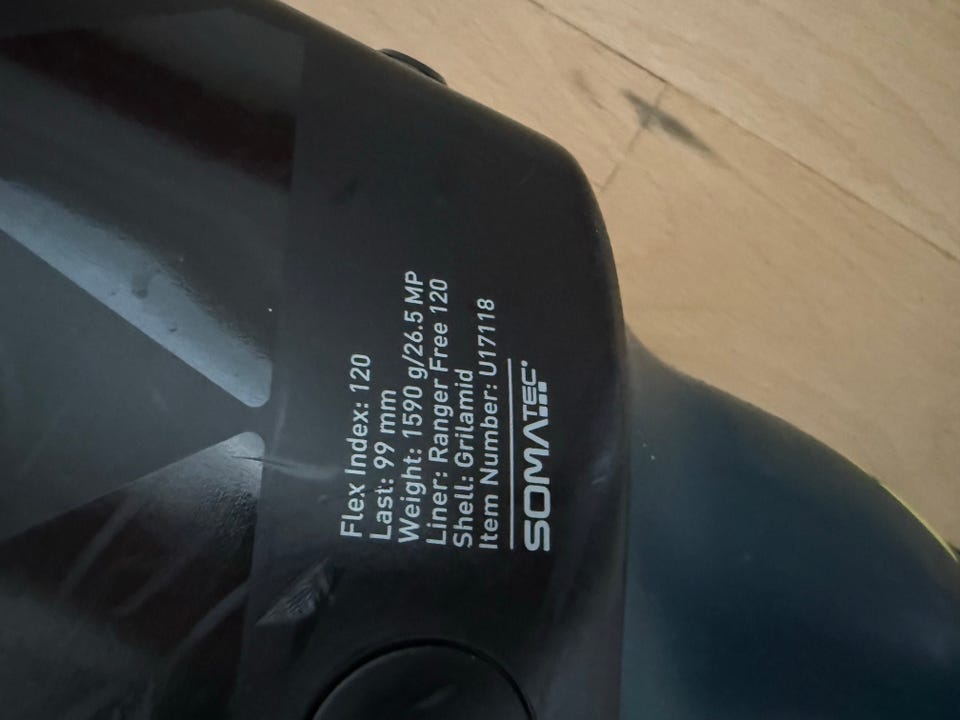 Flex Index: 120
Last: 99 mm
Weight: 1590 g/26.5 MP
Liner: Ranger Free 120
Shell: Grilamid
Item Number: U17118
SOMATEC